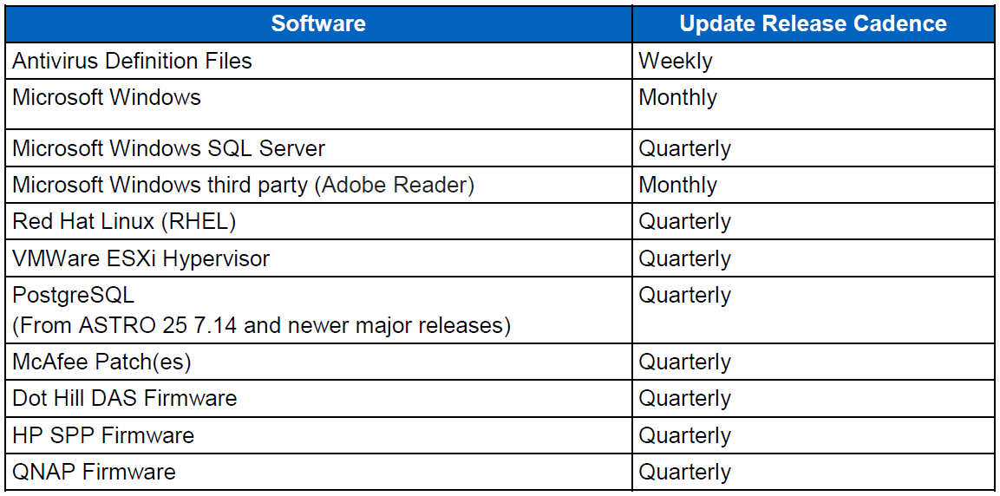 Software Update Release Cadence
Antivirus Definition Files Weekly
Microsoft Windows Monthly
Microsoft Windows SQL Server Quarterly
Microsoft Windows third party (Adobe Reader) Monthly
Red Hat Linux (RHEL) Quarterly
VMWare ESXi Hypervisor Quarterly
PostgreSQL Quarterly
(From ASTRO 25 7.14 and newer major releases)
McAfee Patch(es) Quarterly
Dot Hill DAS Firmware Quarterly
HP SPP Firmware Quarterly
QNAP Firmware Quarterly